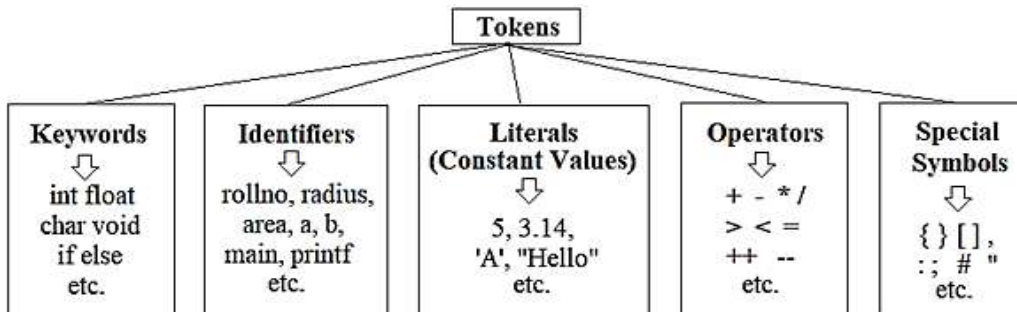 Tokens
Keywords
int float
char void
if else
etc.
Identifiers
rollno, radius,
area, a, b,
main, printf
etc.
Literals
(Constant Values)
5, 3.14,
'A', "Hello"
etc.
Operators
+ - * /
> < =
++ --
etc.
Special
Symbols
{ } [ ] ,
: ; # "
etc.